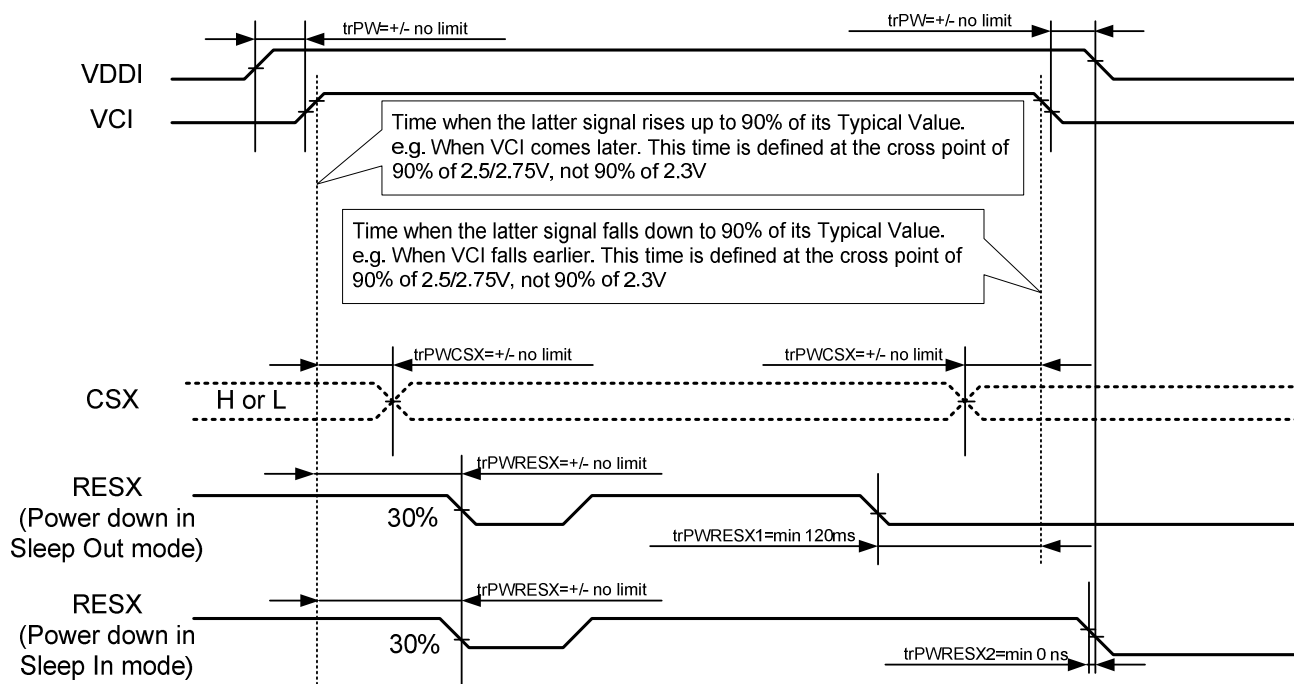 trPW=+/- no limit
trPW=+/- no limit
VDDI
VCI
Time when the latter signal rises up to 90% of its Typical Value.
e.g. When VCI comes later. This time is defined at the cross point of
90% of 2.5/2.75V, not 90% of 2.3V
Time when the latter signal falls down to 90% of its Typical Value.
e.g. When VCI falls earlier. This time is defined at the cross point of
90% of 2.5/2.75V, not 90% of 2.3V
trPWCSX=+/- no limit
trPWCSX=+/- no limit
CSX
H or L
trPWRESX=+/- no limit
RESX
(Power down in
Sleep Out mode)
30%
trPWRESX1=min 120ms
trPWRESX=+/- no limit
RESX
(Power down in
Sleep In mode)
30%
trPWRESX2=min 0 ns